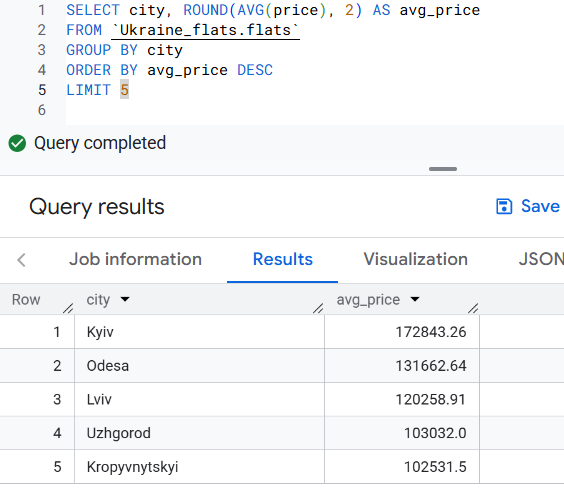 1 SELECT city, ROUND(AVG(price), 2) AS avg_price
2 FROM `Ukraine_flats.flats`
3 GROUP BY city
4 ORDER BY avg_price DESC
5 LIMIT 5
6
Query completed
Query results Save
Job information Results Visualization JSON
Row city avg_price
1 Kyiv 172843.26
2 Odesa 131662.64
3 Lviv 120258.91
4 Uzhgorod 103032.0
5 Kropyvnytskyi 102531.5